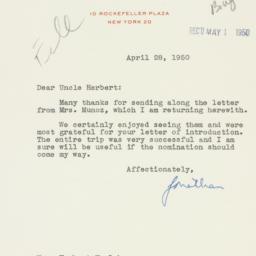 10 ROCKEFELLER PLAZA
NEW YORK 20
REC'D MAY 1 1950
April 28, 1950
Dear Uncle Herbert:
Many thanks for sending along the letter
from Mrs. Munoz, which I am returning herewith.
We certainly enjoyed seeing them and were
most grateful for your letter of introduction.
The entire trip was very successful and I am
sure will be useful if the nomination should
come my way.
Affectionately,
Jonathan